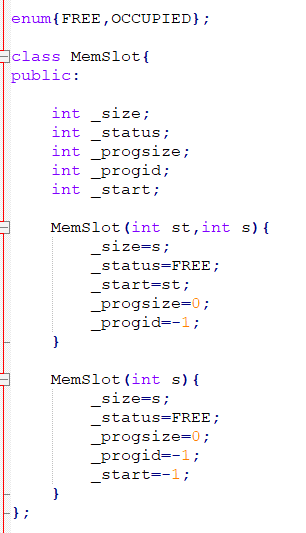 enum{FREE,OCCUPIED};
class MemSlot{
public:
int _size;
int _status;
int _progsize;
int _progid;
int _start;
MemSlot(int st,int s){
_size=s;
_status=FREE;
_start=st;
_progsize=0;
_progid=-1;
}
MemSlot(int s){
_size=s;
_status=FREE;
_progsize=0;
_progid=-1;
_start=-1;
}
};